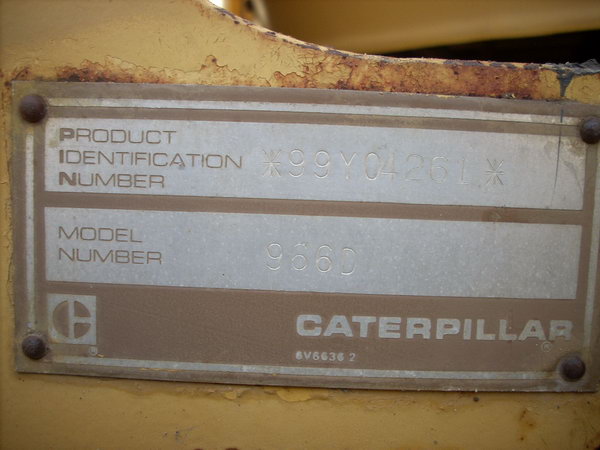 PRODUCT
IDENTIFICATION
NUMBER
*99Y04261*
MODEL
NUMBER
966D
CATERPILLAR
6V6636 2